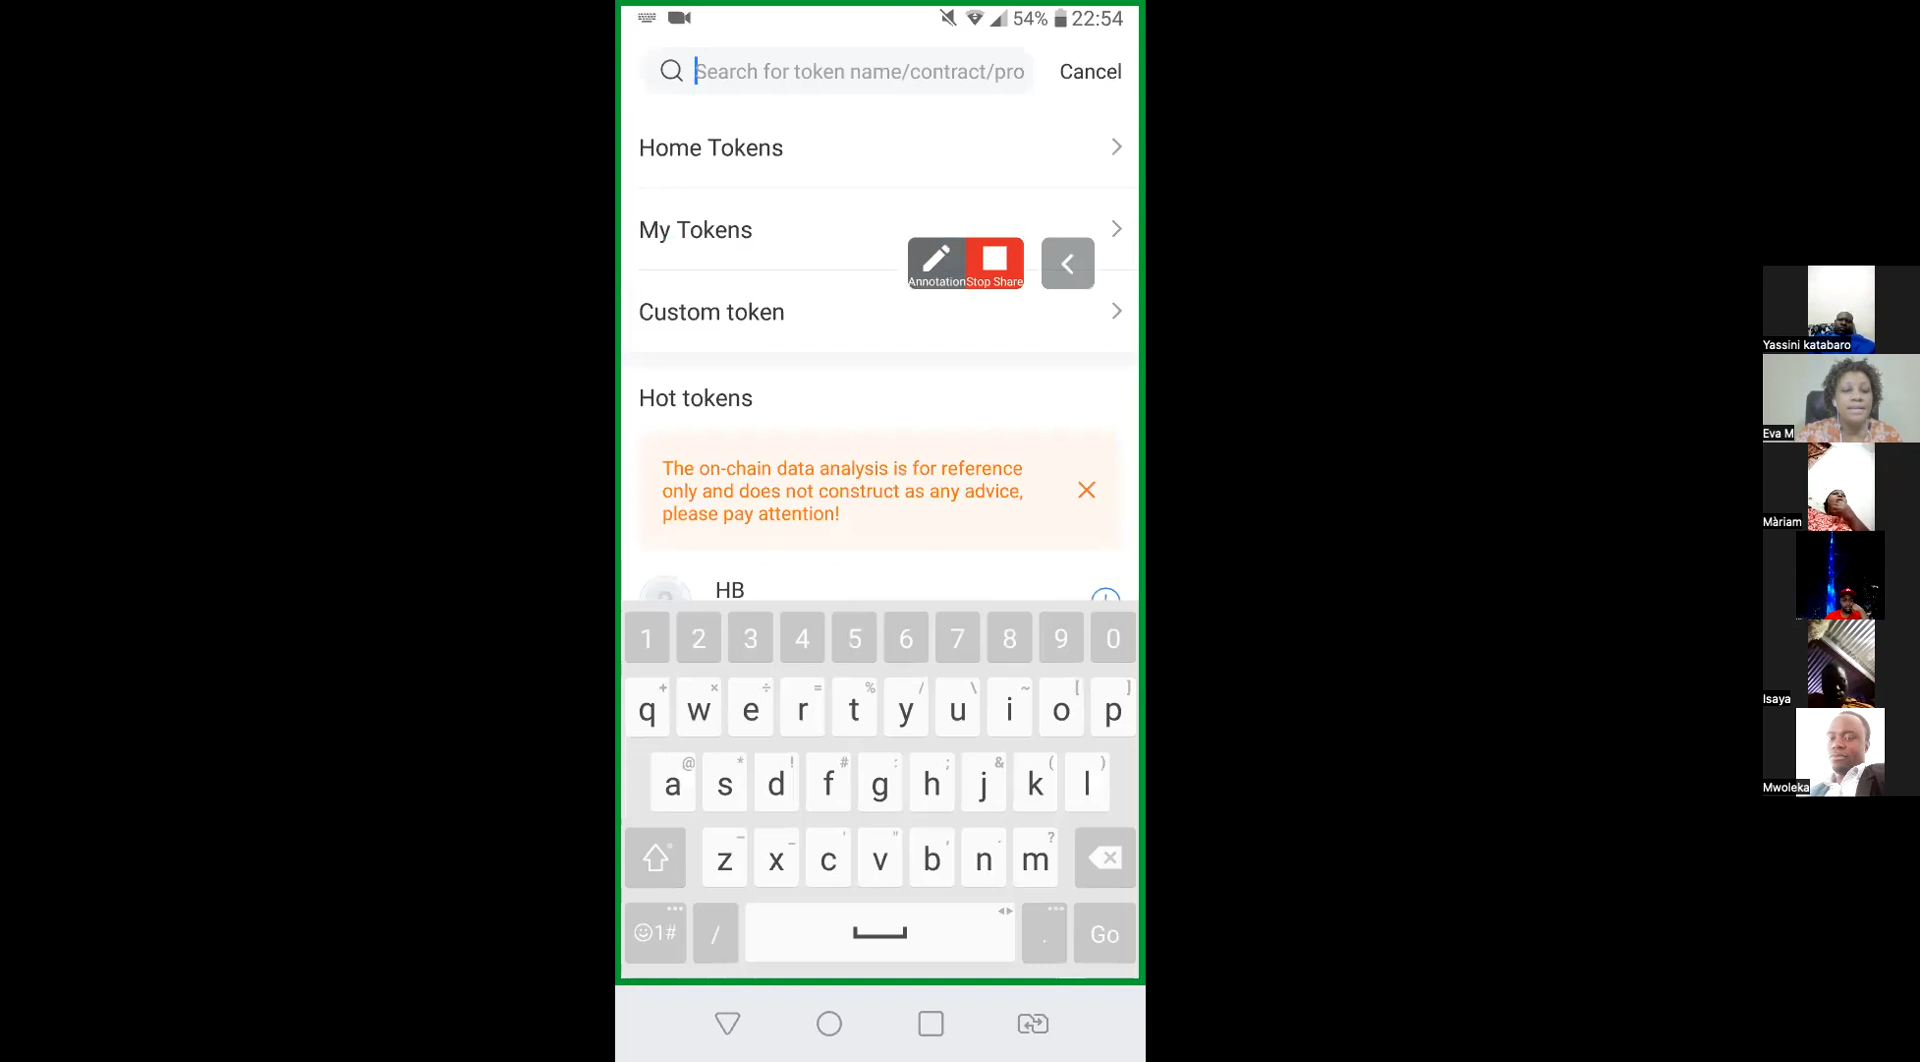 54% 22:54
Search for token name/contract/pro Cancel
Home Tokens
My Tokens
Annotation Stop Share
Custom token
Hot tokens
The on-chain data analysis is for reference
only and does not construct as any advice,
please pay attention!
HB
1 2 3 4 5 6 7 8 9 0
+ × ÷ = % / \ ~ [ ]
q w e r t y u i o p
@ * ! # : ; & ( )
a s d f g h j k l
– _ ' " , . ?
z x c v b n m
☺1# / . Go
Yassini katabaro
Eva M
Màriam
Isaya
Mwoleka